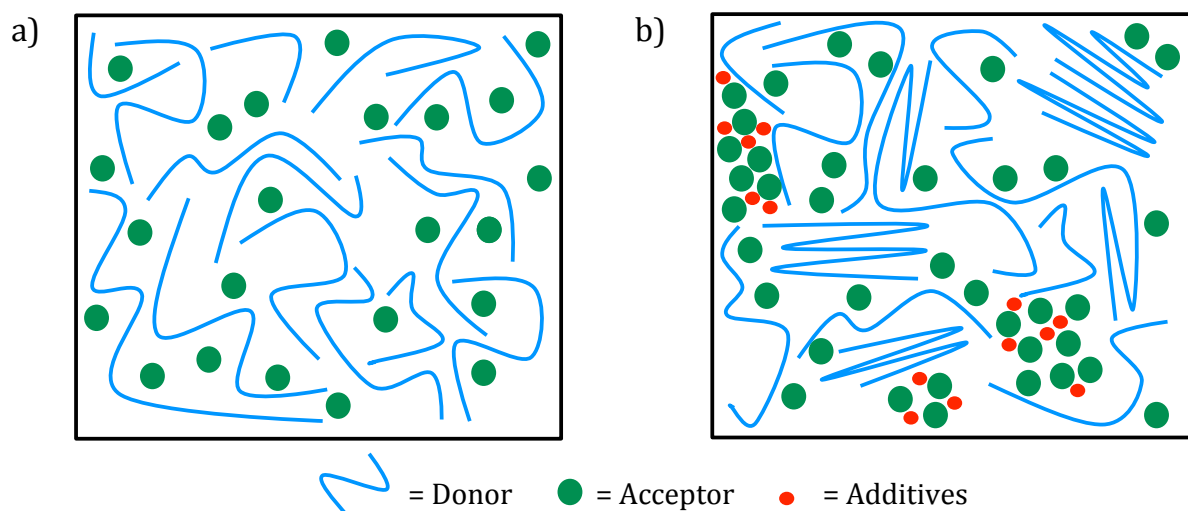 a)
b)
= Donor = Acceptor = Additives